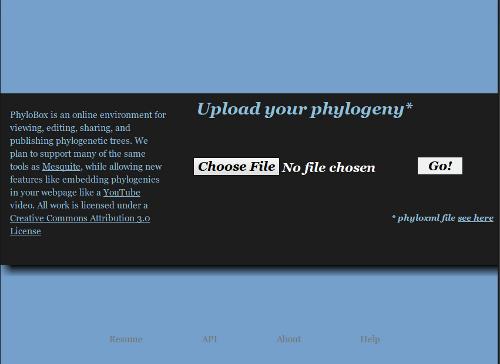 Upload your phylogeny*
PhyloBox is an online environment for
viewing, editing, sharing, and
publishing phylogenetic trees. We
plan to support many of the same
tools as Mesquite, while allowing new
features like embedding phylogenies
in your webpage like a YouTube
video. All work is licensed under a
Creative Commons Attribution 3.0
License
Choose File No file chosen Go!
* phyloxml file see here
Resume API About Help